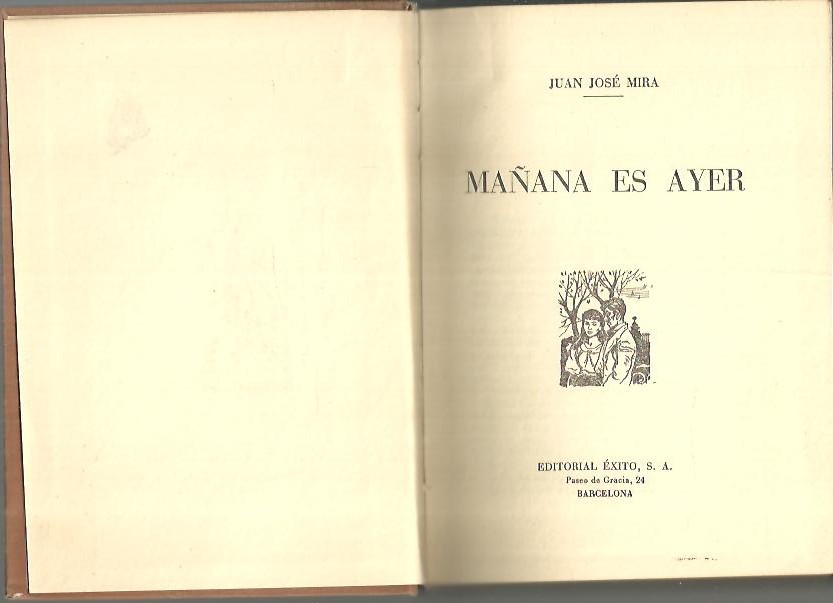 JUAN JOSÉ MIRA
MAÑANA ES AYER
EDITORIAL ÉXITO, S. A.
Paseo de Gracia, 24
BARCELONA